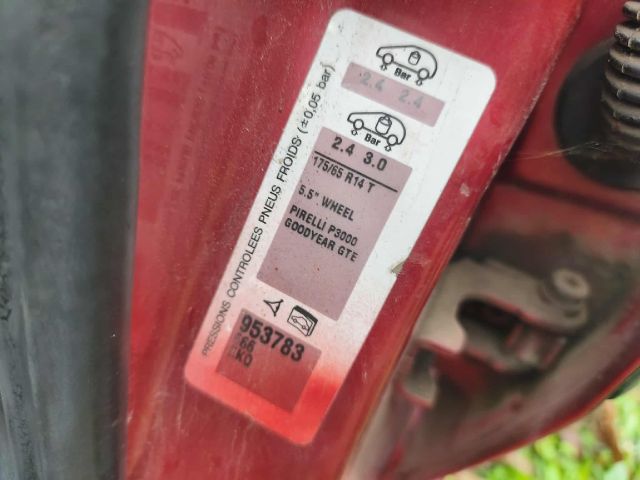 PRESSIONS CONTROLEES PNEUS FROIDS (±0,05 bar)
Bar
2.4 2.4
Bar
2.4 3.0
175/65 R14 T
5.5" WHEEL
PIRELLI P3000
GOODYEAR GTE
953783
KD